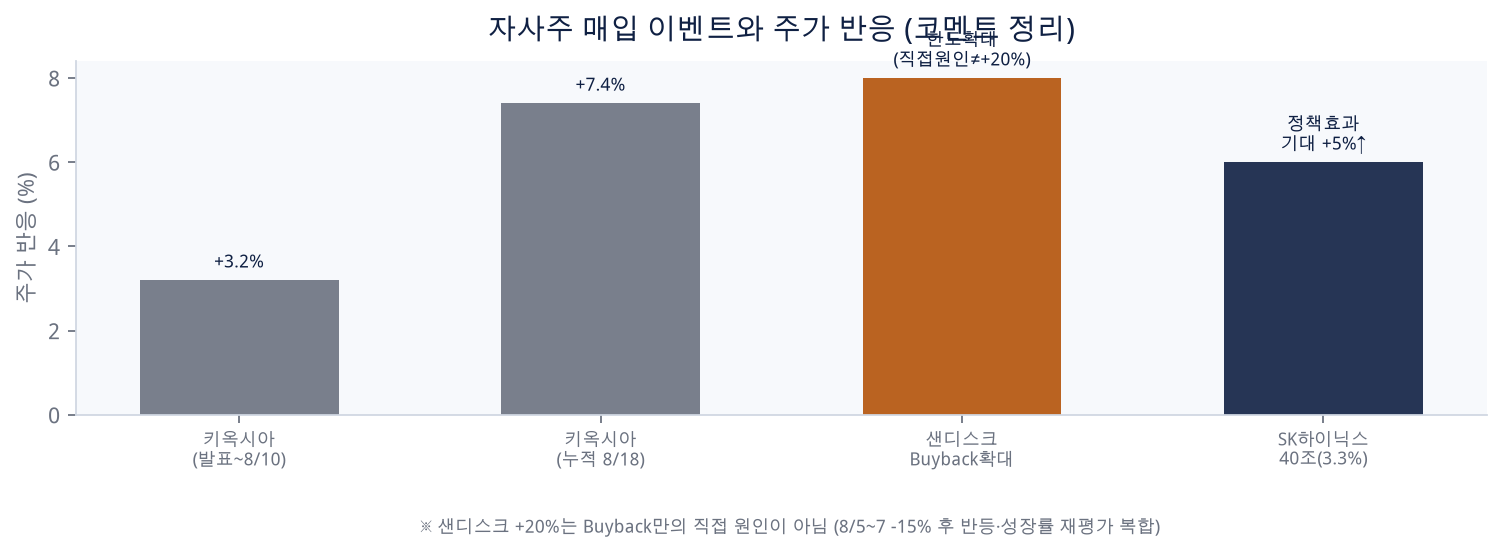 자사주 매입 이벤트와 주가 반응 (코멘트 정리)
한도확대
(직접원인≠+20%)
+7.4%
정책효과
기대 +5%↑
+3.2%
주가 반응 (%)
8
6
4
2
0
키옥시아
(발표~8/10)
키옥시아
(누적 8/18)
샌디스크
Buyback확대
SK하이닉스
40조(3.3%)
※ 샌디스크 +20%는 Buyback만의 직접 원인이 아님 (8/5~7 -15% 후 반등·성장률 재평가 복합)